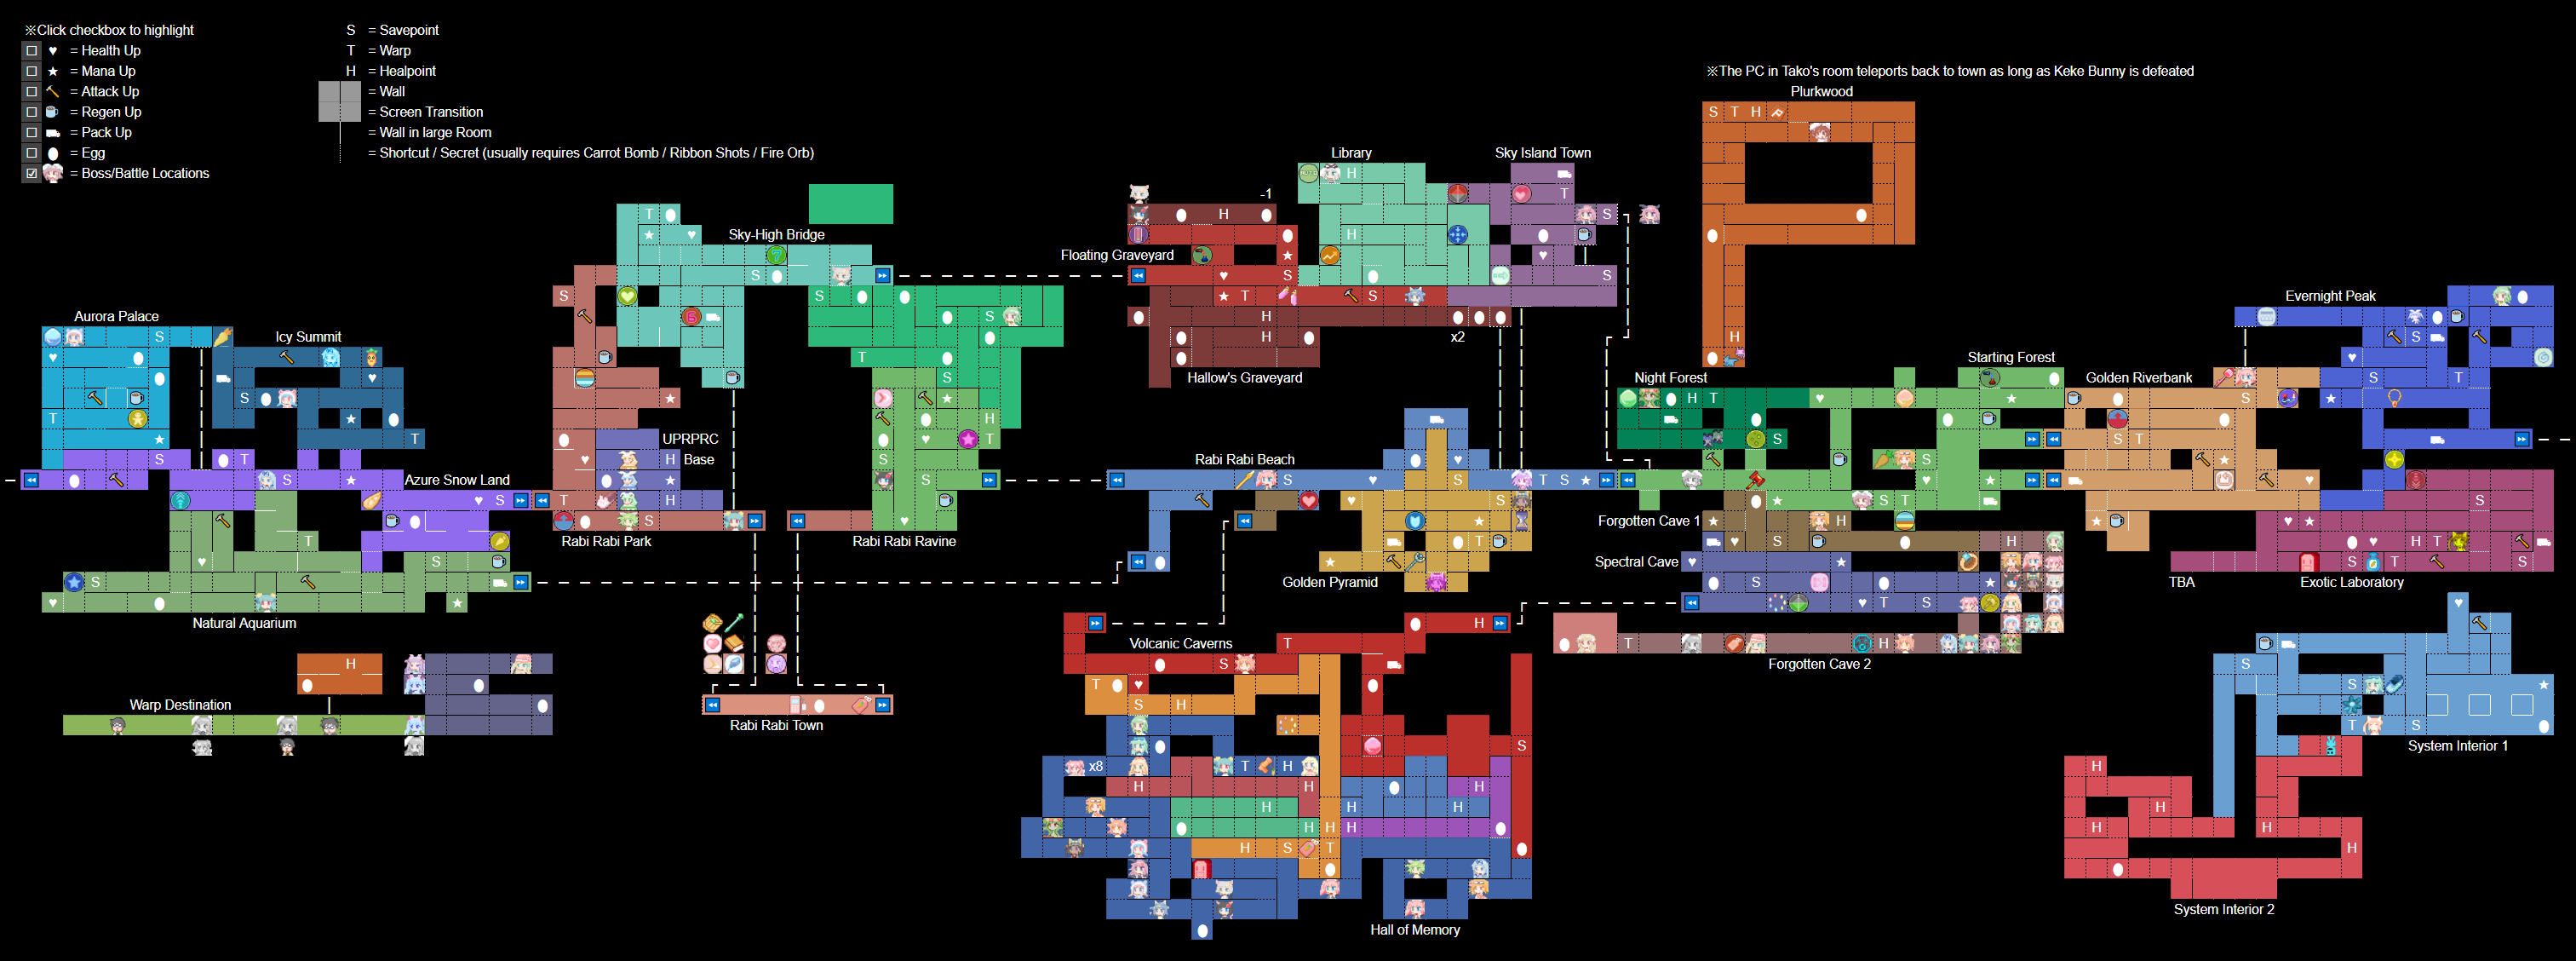 ※Click checkbox to highlight
♥ = Health Up
★ = Mana Up
= Attack Up
= Regen Up
= Pack Up
= Egg
= Boss/Battle Locations
S = Savepoint
T = Warp
H = Healpoint
= Wall
= Screen Transition
= Wall in large Room
= Shortcut / Secret (usually requires Carrot Bomb / Ribbon Shots / Fire Orb)
※The PC in Tako's room teleports back to town as long as Keke Bunny is defeated
Plurkwood
Library
Sky Island Town
-1
Sky-High Bridge
Floating Graveyard
Evernight Peak
Aurora Palace
Icy Summit
x2
Starting Forest
Hallow's Graveyard
Night Forest
Golden Riverbank
UPRPRC
Base
Rabi Rabi Beach
Azure Snow Land
Rabi Rabi Park
Rabi Rabi Ravine
Forgotten Cave 1
Spectral Cave
Golden Pyramid
TBA
Exotic Laboratory
Natural Aquarium
Volcanic Caverns
Forgotten Cave 2
Warp Destination
Rabi Rabi Town
System Interior 1
x8
System Interior 2
Hall of Memory